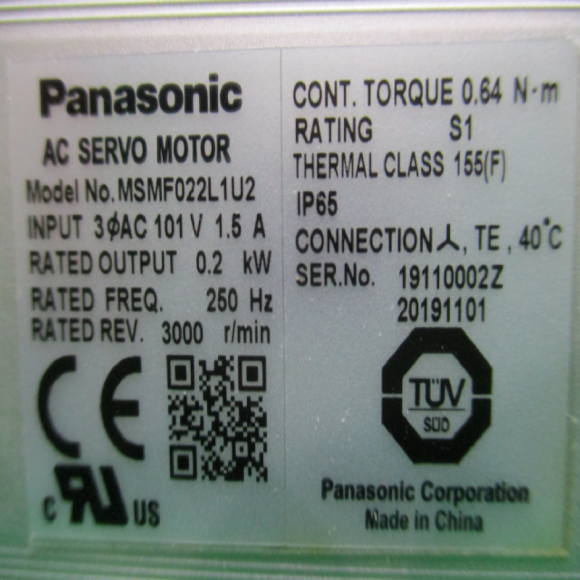 Panasonic
AC SERVO MOTOR
Model No. MSMF022L1U2
INPUT 3ϕAC 101 V 1.5 A
RATED OUTPUT 0.2 kW
RATED FREQ. 250 Hz
RATED REV. 3000 r/min
CE
c RU US
CONT. TORQUE 0.64 N·m
RATING S1
THERMAL CLASS 155(F)
IP65
CONNECTION ⅄, TE , 40°C
SER.No. 19110002Z
20191101
TÜV
SÜD
Panasonic Corporation
Made in China